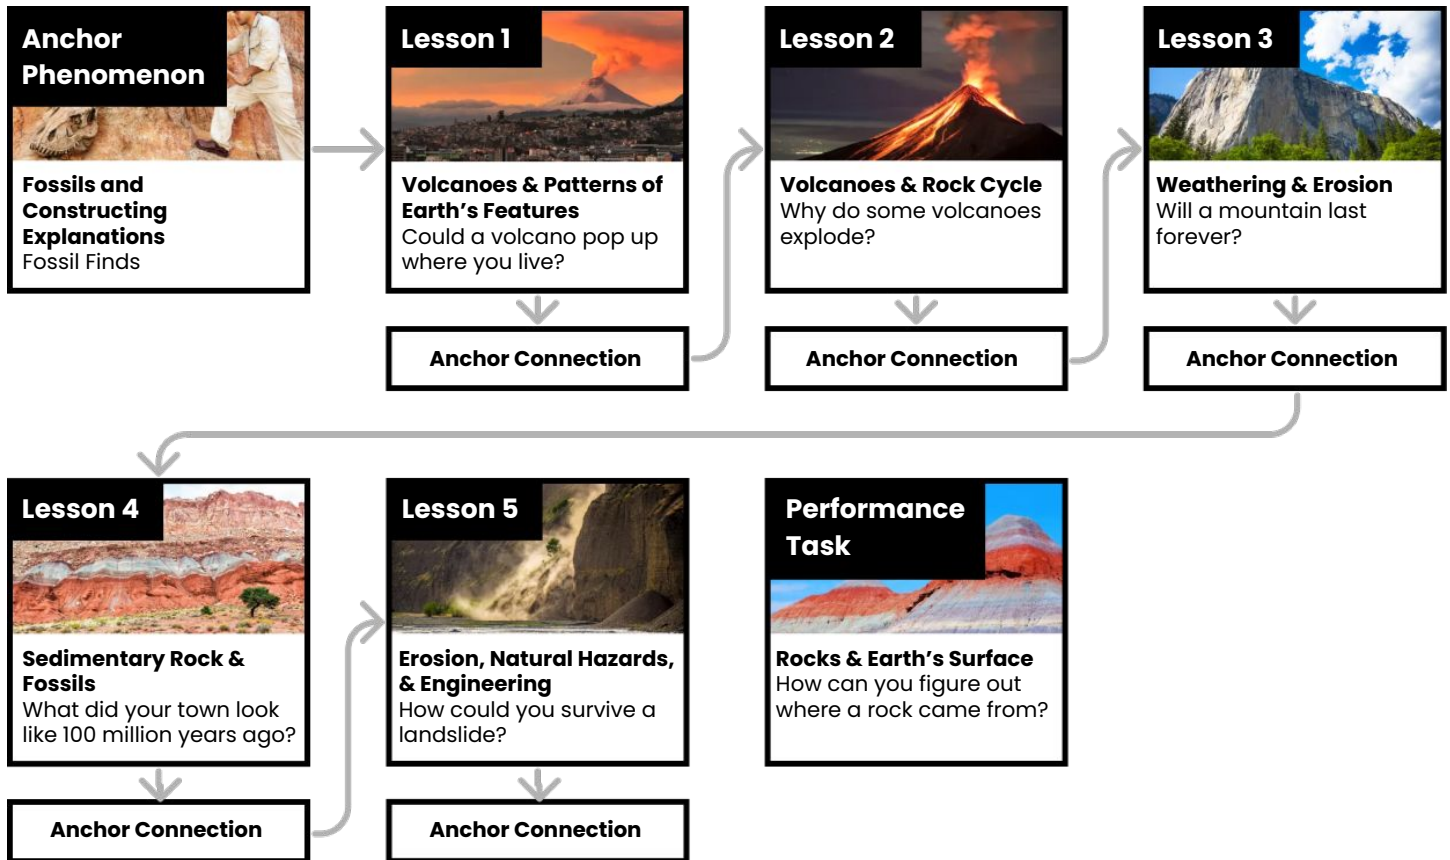 Anchor
Phenomenon
Fossils and
Constructing
Explanations
Fossil Finds
Lesson 1
Volcanoes & Patterns of
Earth’s Features
Could a volcano pop up
where you live?
Anchor Connection
Lesson 2
Volcanoes & Rock Cycle
Why do some volcanoes
explode?
Anchor Connection
Lesson 3
Weathering & Erosion
Will a mountain last
forever?
Anchor Connection
Lesson 4
Sedimentary Rock &
Fossils
What did your town look
like 100 million years ago?
Anchor Connection
Lesson 5
Erosion, Natural Hazards,
& Engineering
How could you survive a
landslide?
Anchor Connection
Performance
Task
Rocks & Earth’s Surface
How can you figure out
where a rock came from?